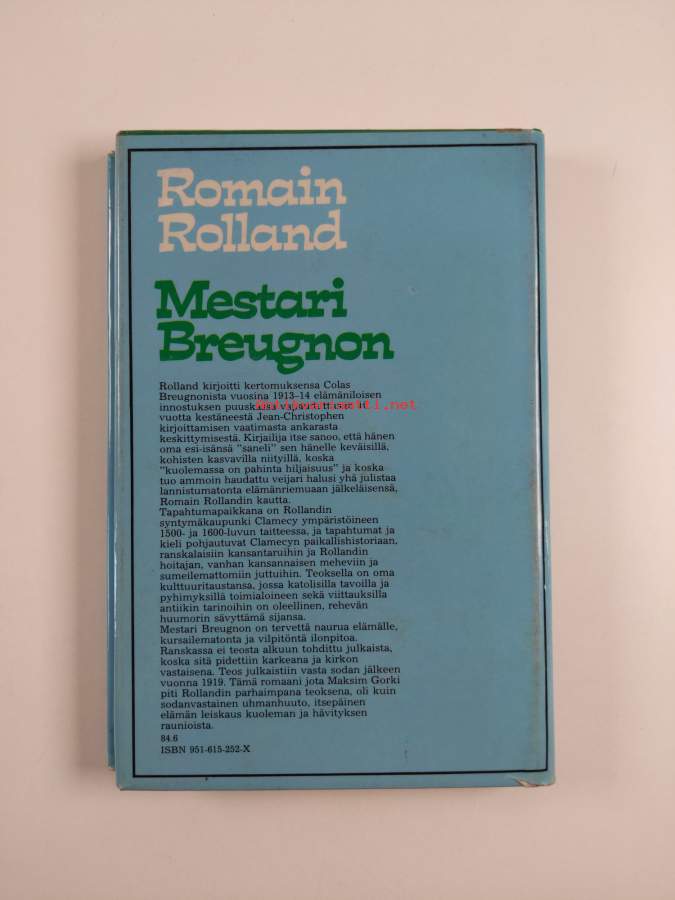 Romain
Rolland
Mestari
Breugnon
Rolland kirjoitti kertomuksensa Colas
Breugnonista vuosina 1913-14 elämäniloisen
innostuksen puuskassa vapauduttuaan 10
Antikvariaatti.net
vuotta kestäneestä Jean-Christophen
kirjoittamisen vaatimasta ankarasta
keskittymisestä. Kirjailija itse sanoo, että hänen
oma esi-isänsä "saneli" sen hänelle keväisillä,
kohisten kasvavilla niityillä, koska
"kuolemassa on pahinta hiljaisuus" ja koska
tuo ammoin haudattu veijari halusi yhä julistaa
lannistumatonta elämänriemuaan jälkeläisensä,
Romain Rollandin kautta.
Tapahtumapaikkana on Rollandin
syntymäkaupunki Clamecy ympäristöineen
1500- ja 1600-luvun taitteessa, ja tapahtumat ja
kieli pohjautuvat Clamecyn paikallishistoriaan,
ranskalaisiin kansantaruihin ja Rollandin
hoitajan, vanhan kansannaisen meheviin ja
sumeilemattomiin juttuihin. Teoksella on oma
kulttuuritaustansa, jossa katolisilla tavoilla ja
pyhimyksillä toimialoineen sekä viittauksilla
antiikin tarinoihin on oleellinen, rehevän
huumorin sävyttämä sijansa.
Mestari Breugnon on tervettä naurua elämälle,
kursailematonta ja vilpitöntä ilonpitoa.
Ranskassa ei teosta alkuun tohdittu julkaista,
koska sitä pidettiin karkeana ja kirkon
vastaisena. Teos julkaistiin vasta sodan jälkeen
vuonna 1919. Tämä romaani jota Maksim Gorki
piti Rollandin parhaimpana teoksena, oli kuin
sodanvastainen uhmanhuuto, itsepäinen
elämän leiskaus kuoleman ja hävityksen
raunioista.
84.6
ISBN 951-615-252-X